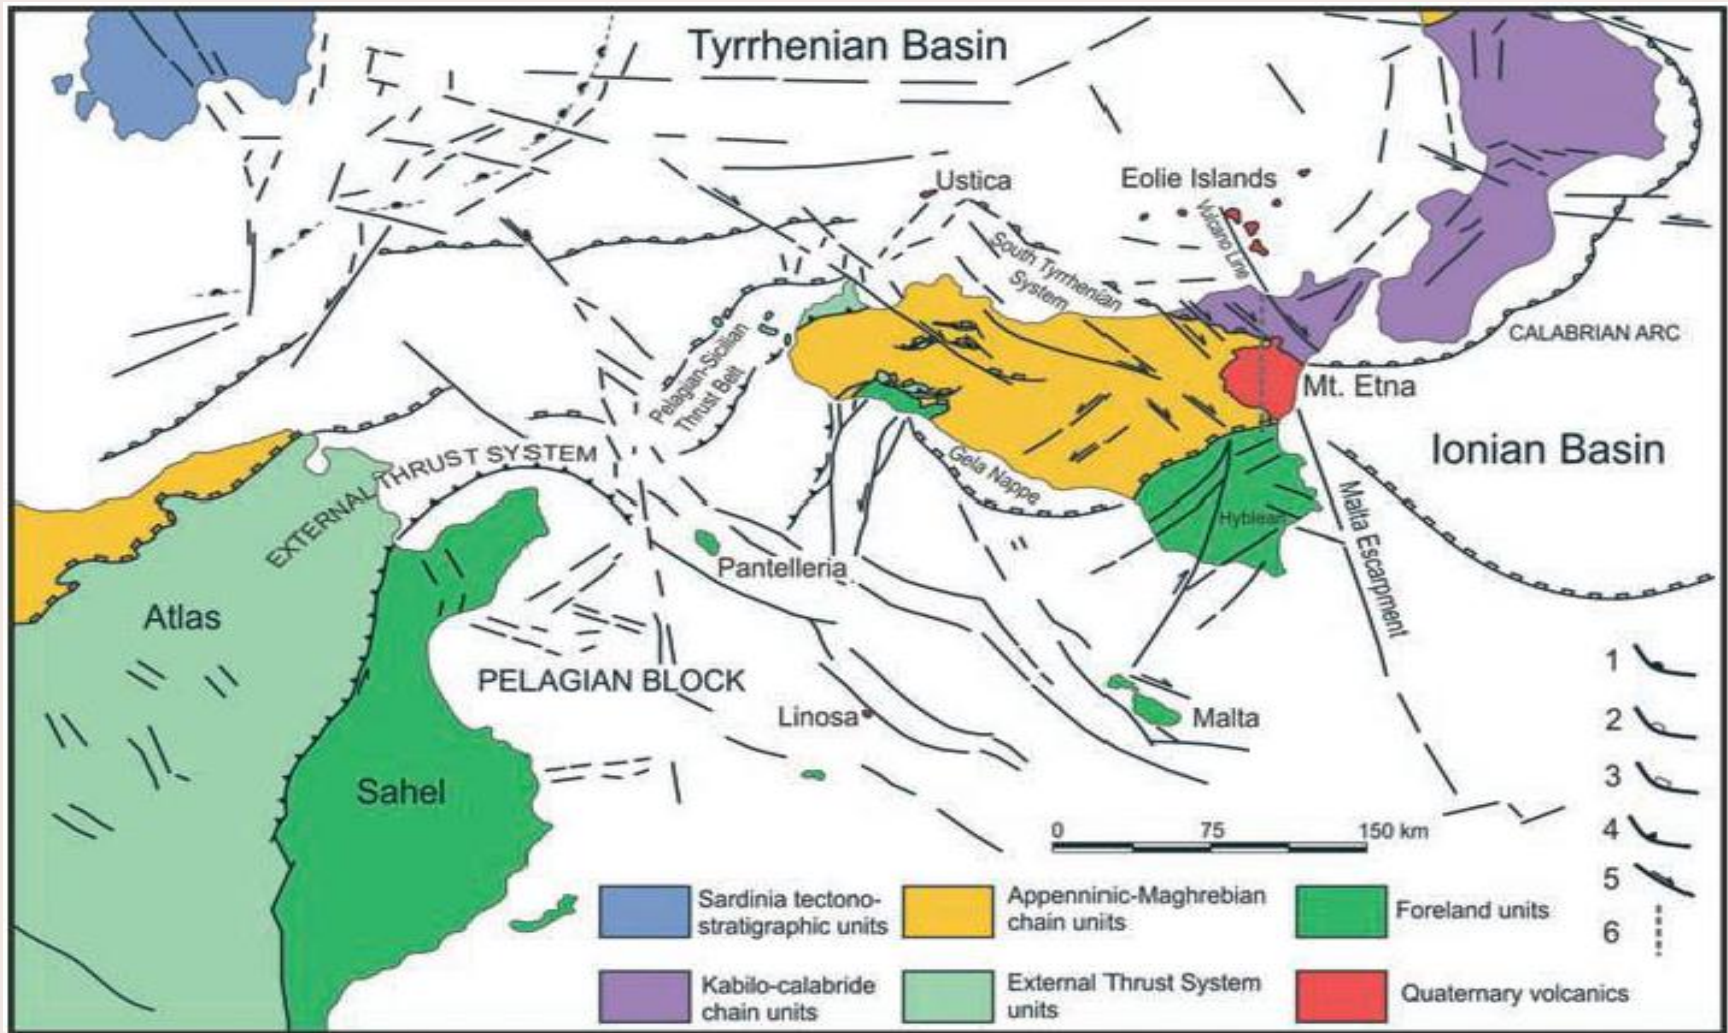 Tyrrhenian Basin
Ustica
Eolie Islands
Vulcano Line
South Tyrrhenian
System
CALABRIAN ARC
Pelagian-Sicilian
Thrust Belt
Mt. Etna
Ionian Basin
EXTERNAL THRUST SYSTEM
Gela Nappe
Hyblean
Malta Escarpment
Pantelleria
Atlas
PELAGIAN BLOCK
Linosa
Malta
Sahel
1
2
3
4
5
6
0 75 150 km
Sardinia tectono-
stratigraphic units
Appenninic-Maghrebian
chain units
Foreland units
Kabilo-calabride
chain units
External Thrust System
units
Quaternary volcanics